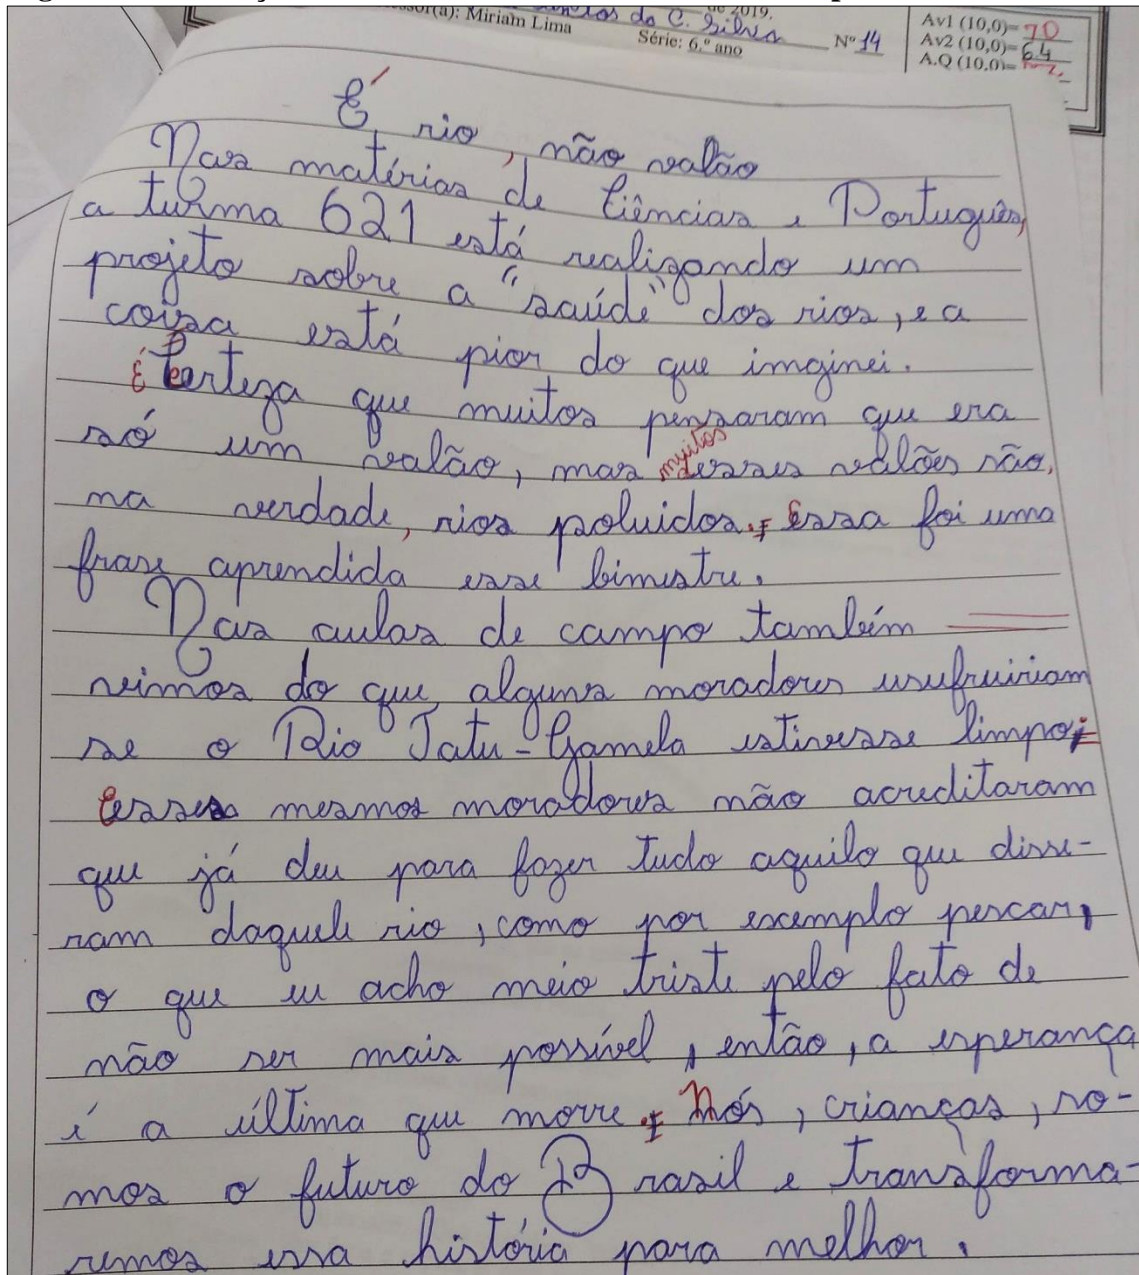 de 2019.
Miriam Lima
do C. Silva
Série: 6.º ano
Nº 14
Av1 (10,0)= 7,0
Av2 (10,0)= 6.4
A.Q (10,0)=
É rio, não valão
Nas matérias de Ciências e Português,
a turma 621 está realizando um
projeto sobre a "saúde" dos rios, e a
coisa está pior do que imginei.
É certeza que muitos pensaram que era
só um valão, mas muitos desses valões são,
na verdade, rios poluidos. Essa foi uma
frase aprendida esse bimestre.
Nas aulas de campo também
vimos do que alguns moradores usufruiriam
se o Rio Tatu-Gamela estivesse limpo;
esses mesmos moradores não acreditaram
que já deu para fazer tudo aquilo que disse-
ram daquele rio, como por exemplo pescar,
o que eu acho meio triste pelo fato de
não ser mais possível, então, a esperança
é a última que morre. Nós, crianças, so-
mos o futuro do Brasil e transforma-
remos essa história para melhor.